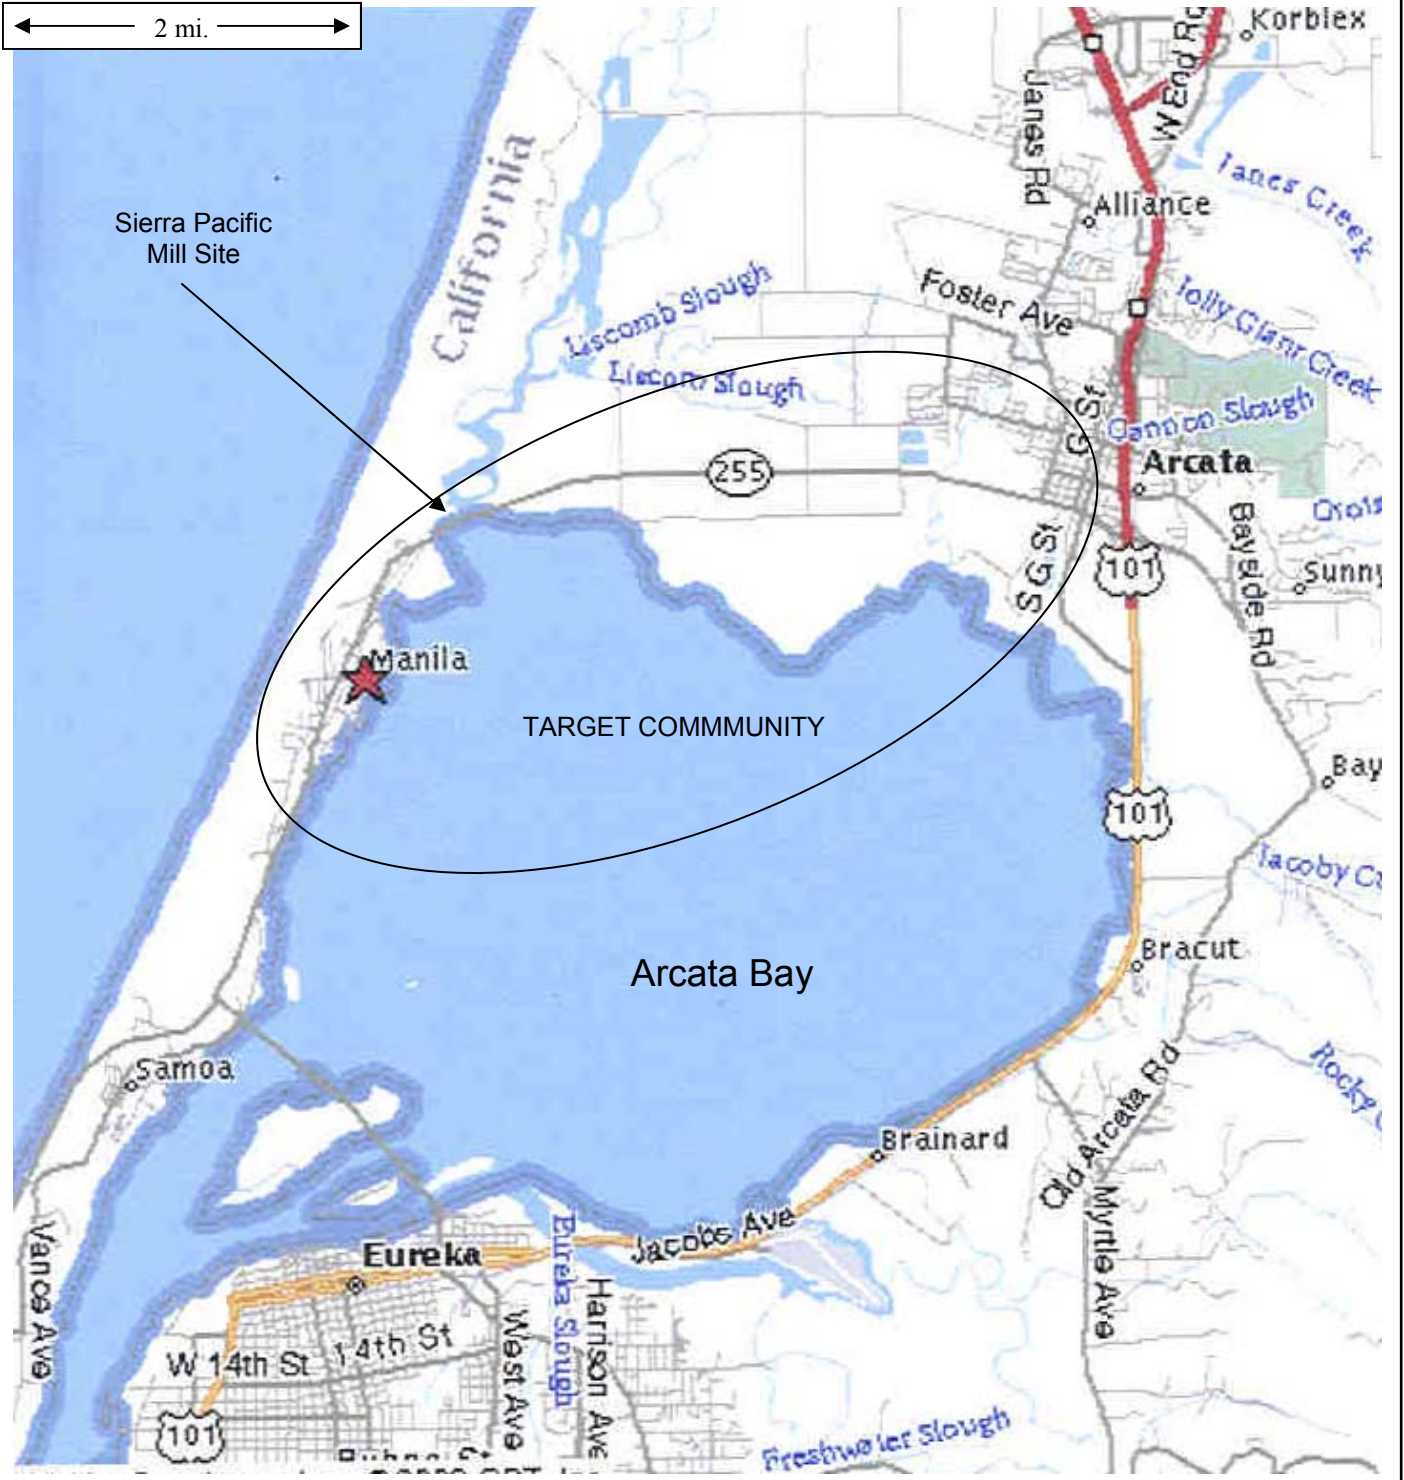 2 mi.
Korblex
W End Rd
Janes Rd
California
Janes Creek
Sierra Pacific
Mill Site
Alliance
Jolly Giant Creek
Foster Ave
Liscomb Slough
Liscom Slough
G St
Cannon Slough
Arcata
255
Bayside Rd
S G St
101
Sunny
Manila
TARGET COMMMUNITY
Bay
101
Jacoby Cr
Bracut
Arcata Bay
Samoa
Rocky
Old Arcata Rd
Brainard
Myrtle Ave
Vance Ave
Jacobs Ave
Eureka
Eureka Slough
Harrison Ave
West Ave
14th St
W 14th St
101
Freshwater Slough